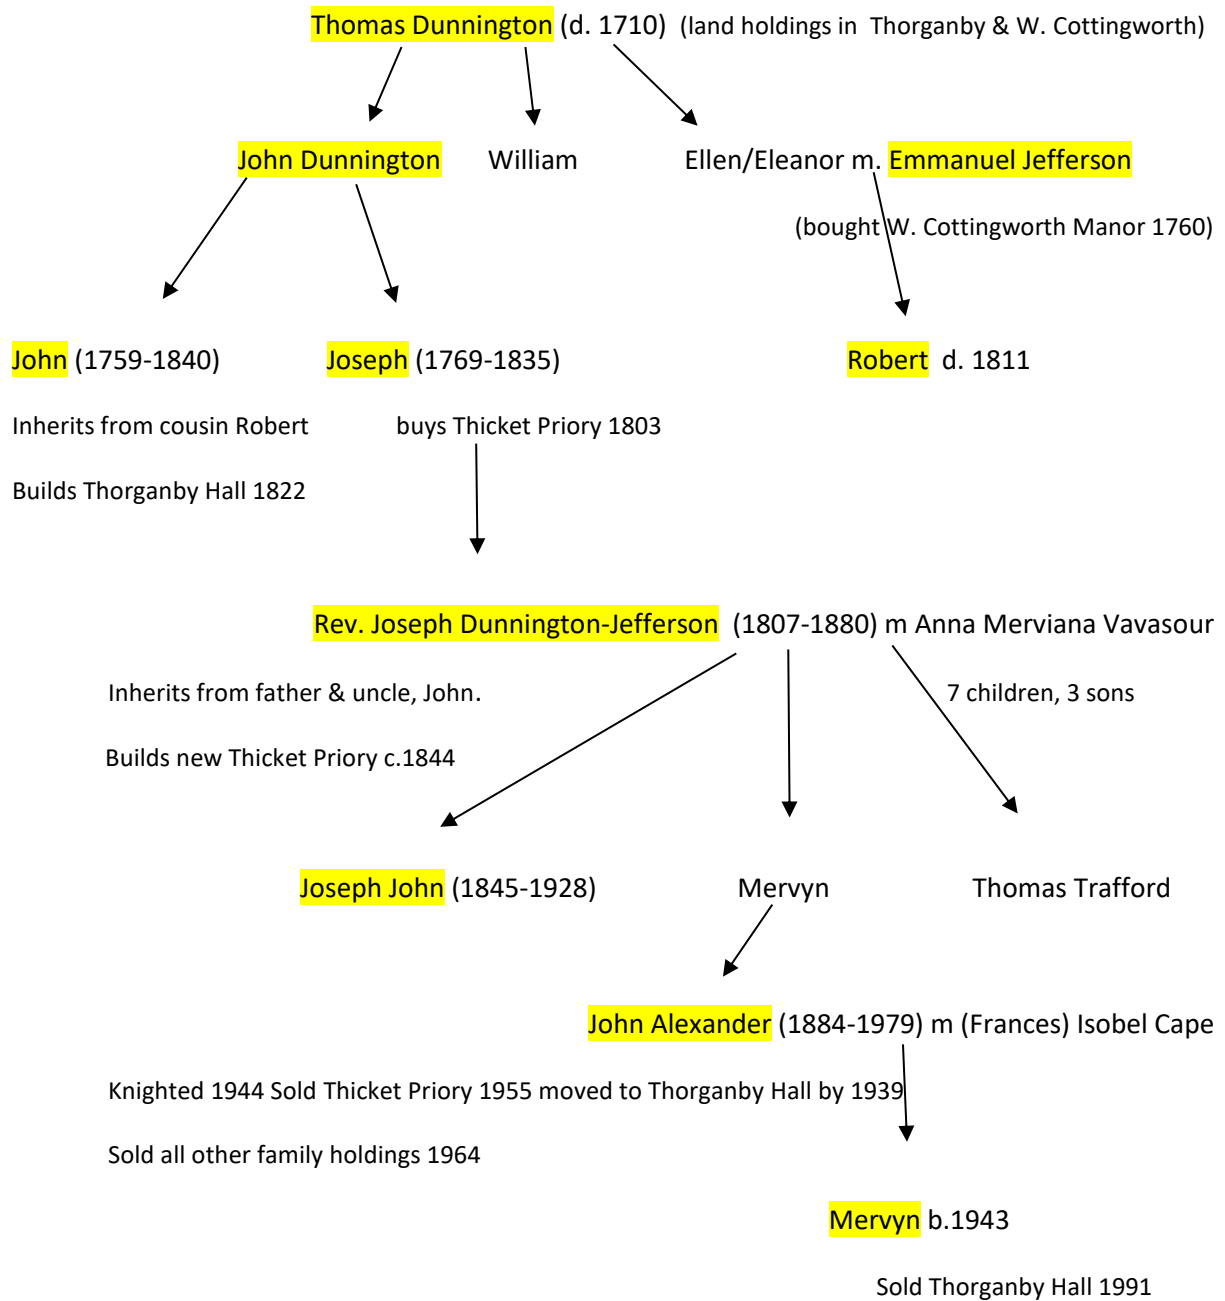 Thomas Dunnington (d. 1710) (land holdings in Thorganby & W. Cottingworth)
John Dunnington William Ellen/Eleanor m. Emmanuel Jefferson
(bought W. Cottingworth Manor 1760)
John (1759-1840) Joseph (1769-1835) Robert d. 1811
Inherits from cousin Robert buys Thicket Priory 1803
Builds Thorganby Hall 1822
Rev. Joseph Dunnington-Jefferson (1807-1880) m Anna Merviana Vavasour
Inherits from father & uncle, John. 7 children, 3 sons
Builds new Thicket Priory c.1844
Joseph John (1845-1928) Mervyn Thomas Trafford
John Alexander (1884-1979) m (Frances) Isobel Cape
Knighted 1944 Sold Thicket Priory 1955 moved to Thorganby Hall by 1939
Sold all other family holdings 1964
Mervyn b.1943
Sold Thorganby Hall 1991